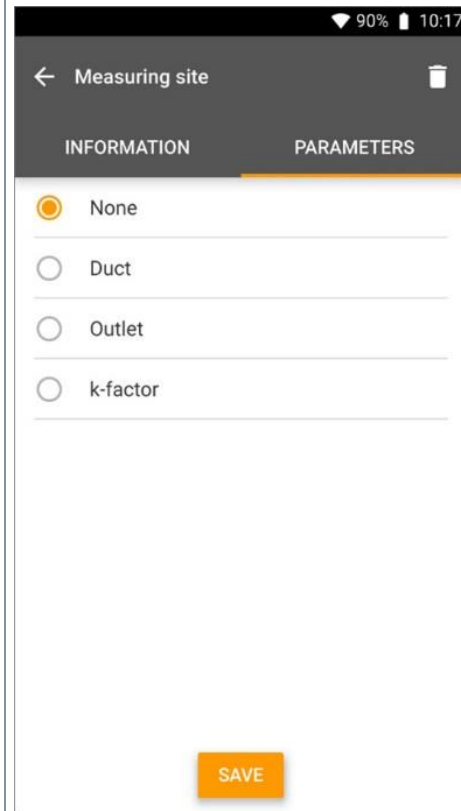 90% 10:17
Measuring site
INFORMATION PARAMETERS
None
Duct
Outlet
k-factor
SAVE